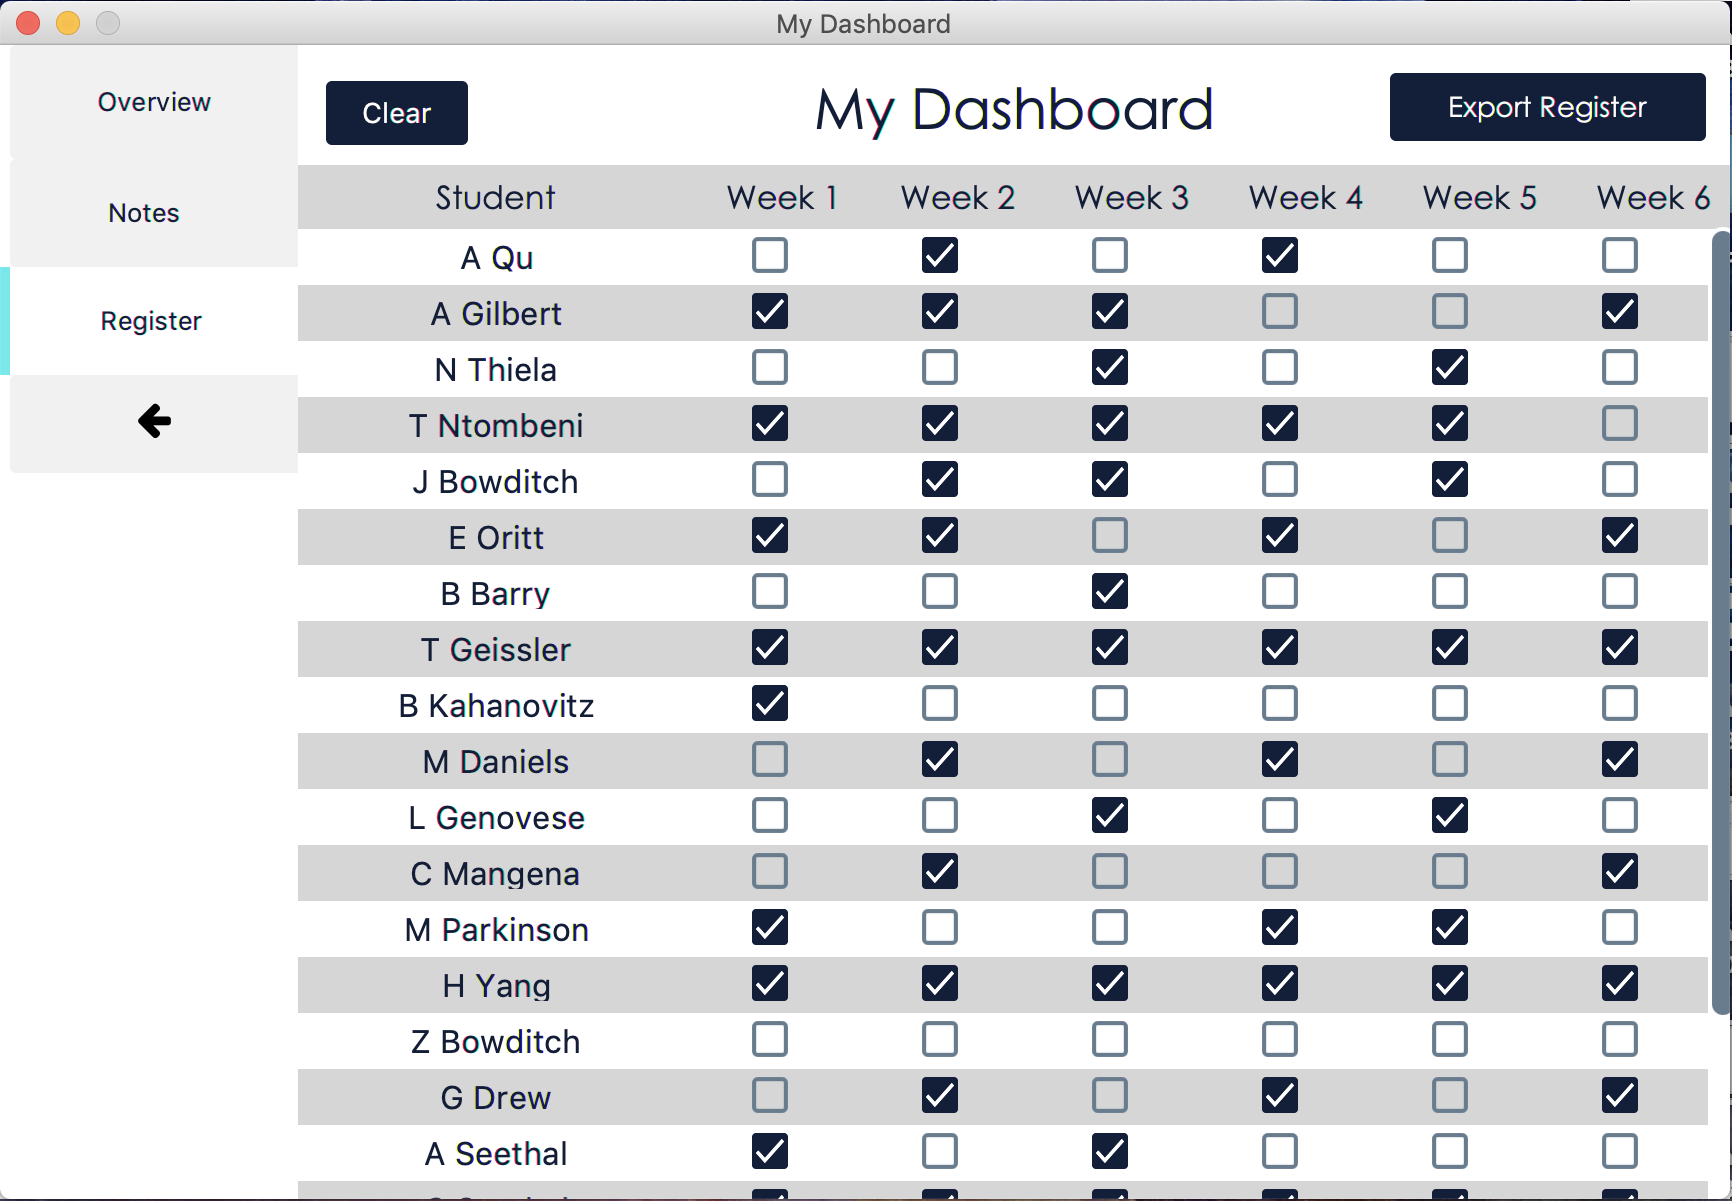 My Dashboard
Overview
Notes
Register
Clear
My Dashboard
Export Register
Student Week 1 Week 2 Week 3 Week 4 Week 5 Week 6
A Qu
A Gilbert
N Thiela
T Ntombeni
J Bowditch
E Oritt
B Barry
T Geissler
B Kahanovitz
M Daniels
L Genovese
C Mangena
M Parkinson
H Yang
Z Bowditch
G Drew
A Seethal